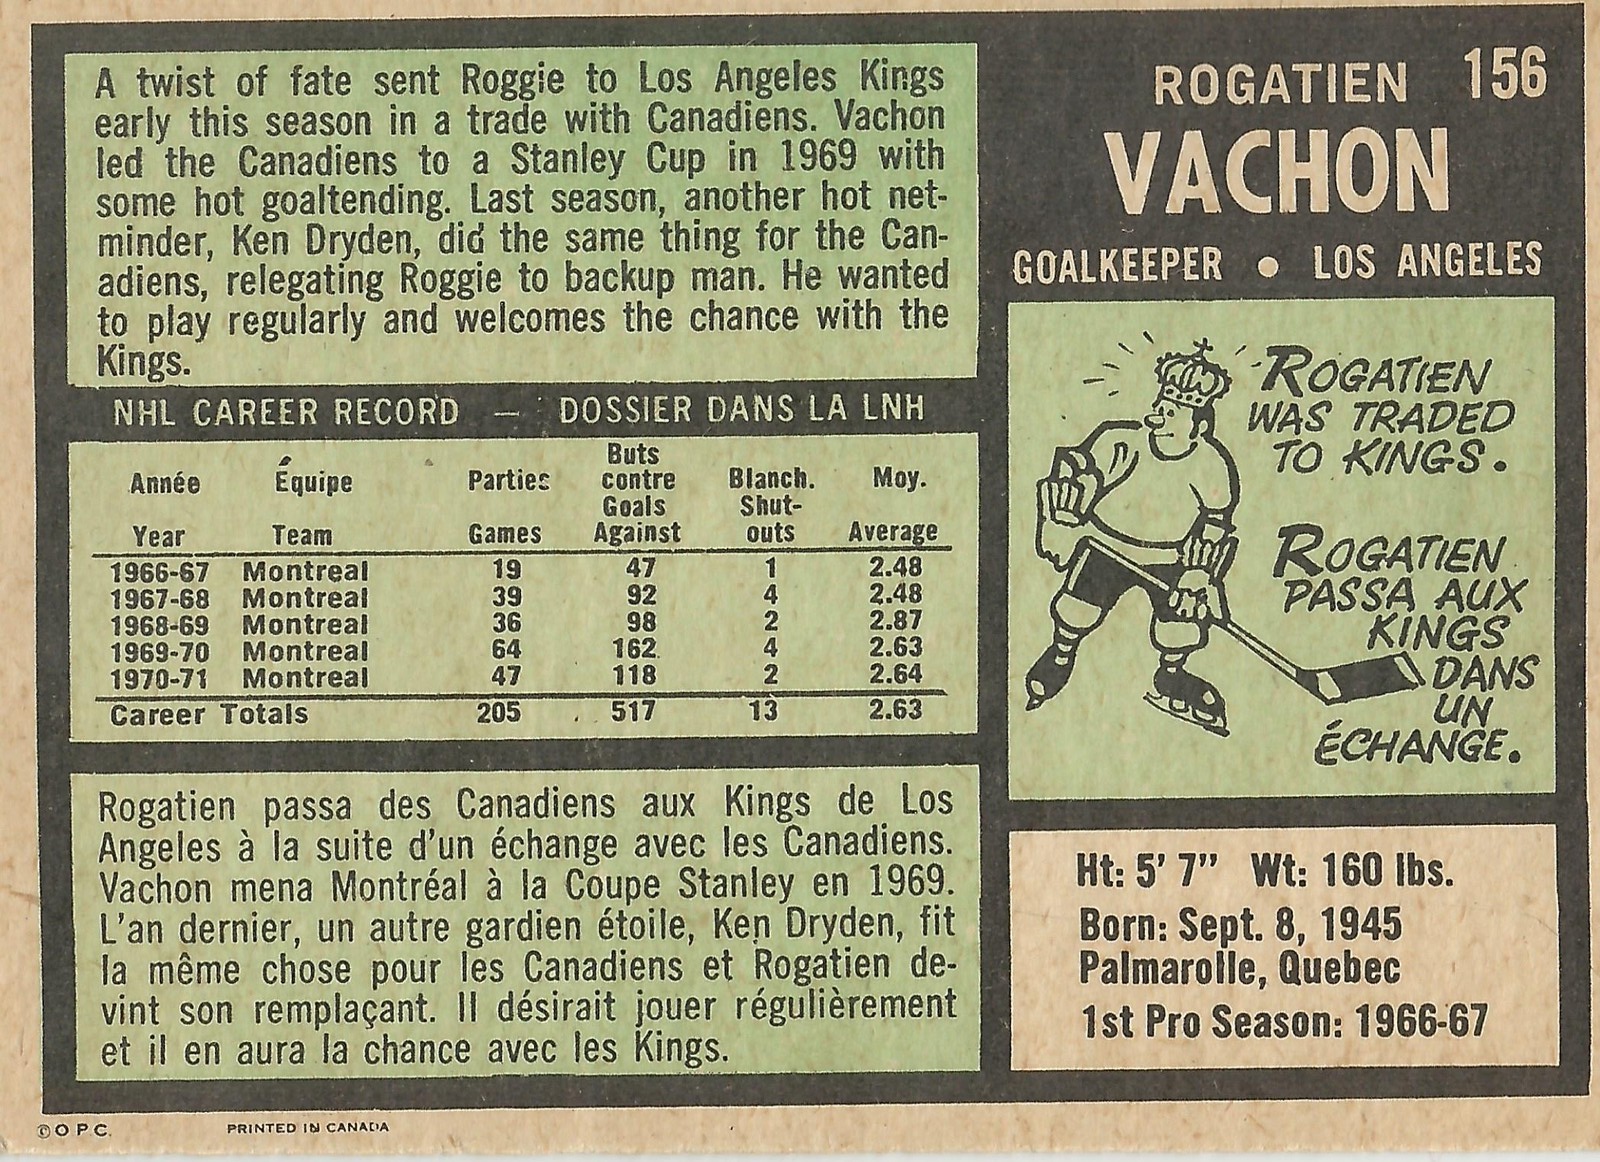 A twist of fate sent Roggie to Los Angeles Kings
early this season in a trade with Canadiens. Vachon
led the Canadiens to a Stanley Cup in 1969 with
some hot goaltending. Last season, another hot net-
minder, Ken Dryden, did the same thing for the Can-
adiens, relegating Roggie to backup man. He wanted
to play regularly and welcomes the chance with the
Kings.
NHL CAREER RECORD — DOSSIER DANS LA LNH
Année Équipe Parties Buts contre Blanch. Moy.
Year Team Games Goals Against Shut-outs Average
1966-67 Montreal 19 47 1 2.48
1967-68 Montreal 39 92 4 2.48
1968-69 Montreal 36 98 2 2.87
1969-70 Montreal 64 162 4 2.63
1970-71 Montreal 47 118 2 2.64
Career Totals 205 517 13 2.63
Rogatien passa des Canadiens aux Kings de Los
Angeles à la suite d'un échange avec les Canadiens.
Vachon mena Montréal à la Coupe Stanley en 1969.
L'an dernier, un autre gardien étoile, Ken Dryden, fit
la même chose pour les Canadiens et Rogatien de-
vint son remplaçant. Il désirait jouer régulièrement
et il en aura la chance avec les Kings.
ROGATIEN 156
VACHON
GOALKEEPER • LOS ANGELES
ROGATIEN
WAS TRADED
TO KINGS.
ROGATIEN
PASSA AUX
KINGS
DANS
UN
ÉCHANGE.
Ht: 5' 7" Wt: 160 lbs.
Born: Sept. 8, 1945
Palmarolle, Quebec
1st Pro Season: 1966-67
© O P C. PRINTED IN CANADA